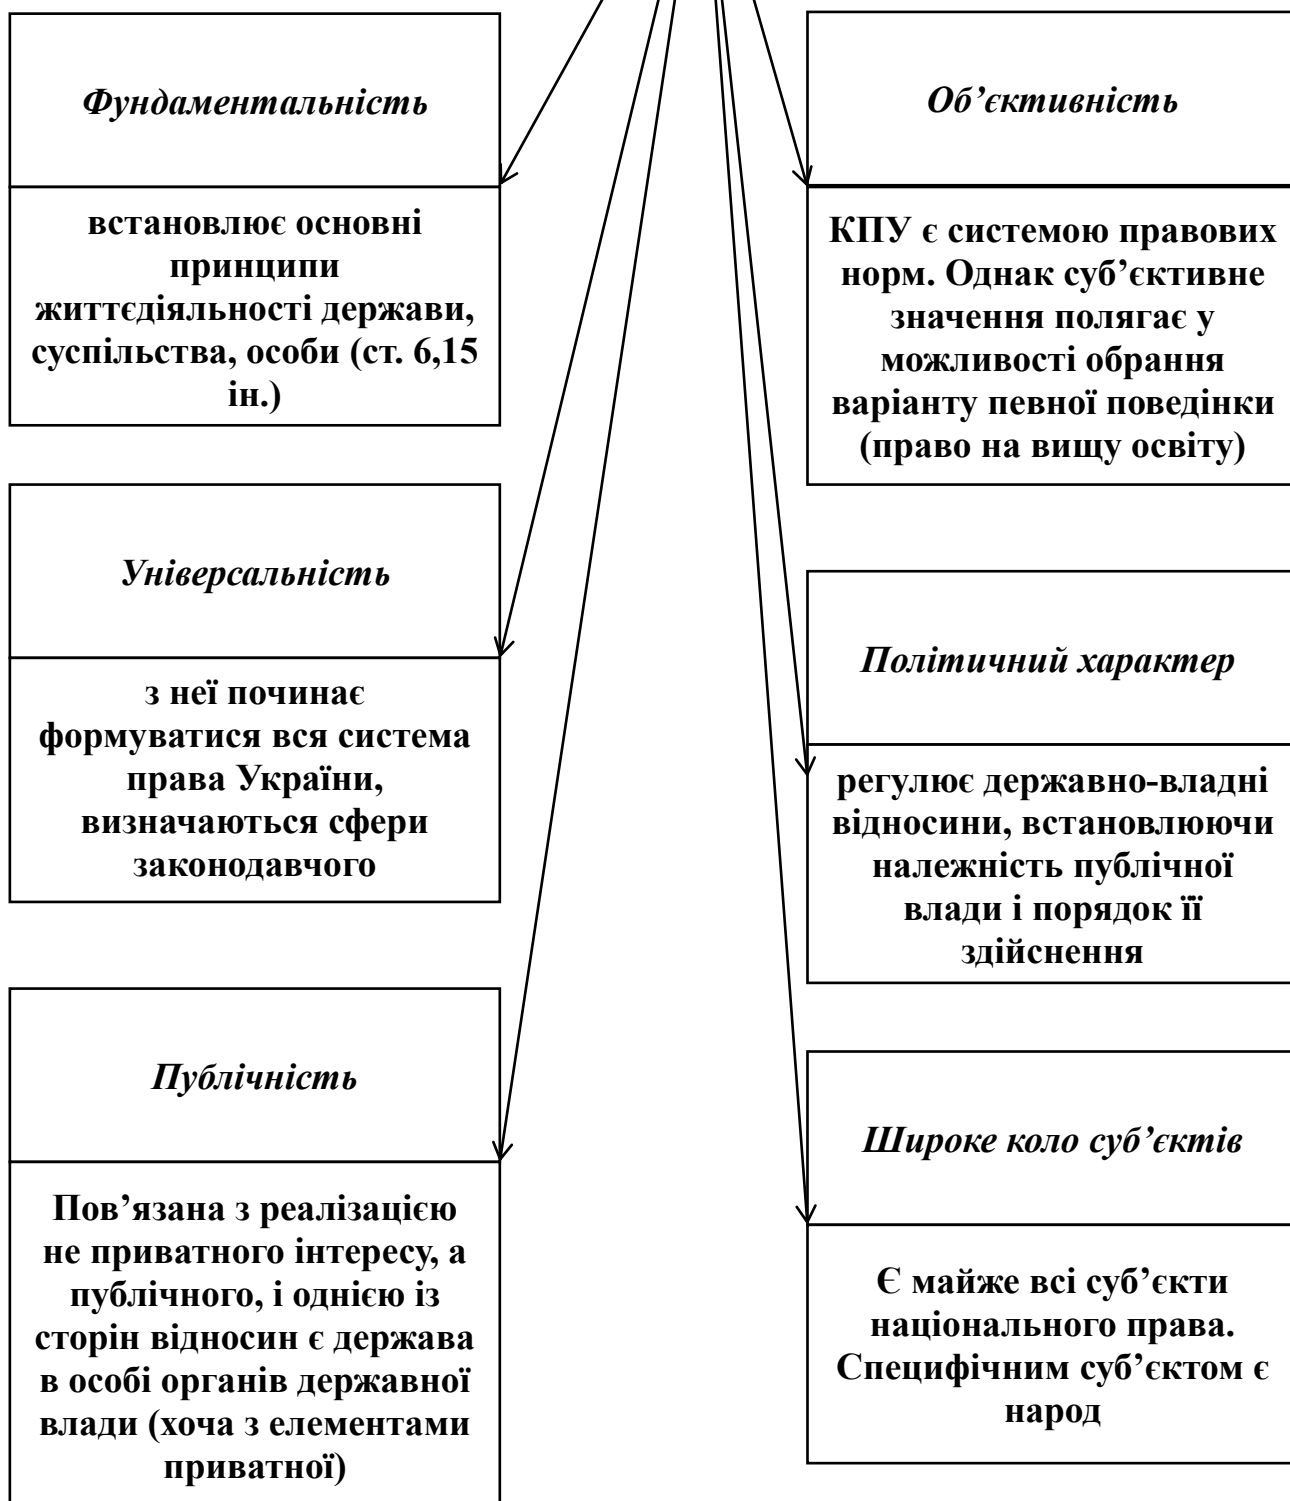 Фундаментальність
встановлює основні
принципи
життєдіяльності держави,
суспільства, особи (ст. 6,15
ін.)
Універсальність
з неї починає
формуватися вся система
права України,
визначаються сфери
законодавчого
Публічність
Пов’язана з реалізацією
не приватного інтересу, а
публічного, і однією із
сторін відносин є держава
в особі органів державної
влади (хоча з елементами
приватної)
Об’єктивність
КПУ є системою правових
норм. Однак суб’єктивне
значення полягає у
можливості обрання
варіанту певної поведінки
(право на вищу освіту)
Політичний характер
регулює державно-владні
відносини, встановлюючи
належність публічної
влади і порядок її
здійснення
Широке коло суб’єктів
Є майже всі суб’єкти
національного права.
Специфічним суб’єктом є
народ